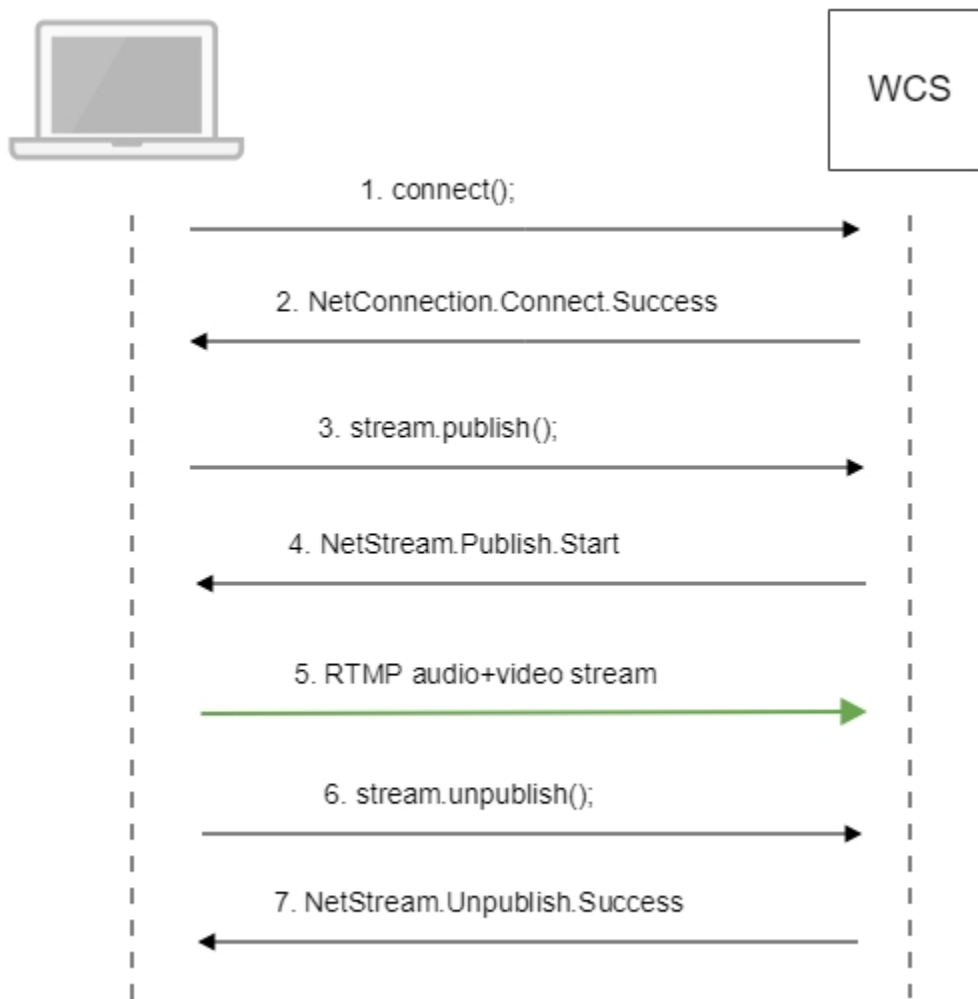 WCS
1. connect();
2. NetConnection.Connect.Success
3. stream.publish();
4. NetStream.Publish.Start
5. RTMP audio+video stream
6. stream.unpublish();
7. NetStream.Unpublish.Success